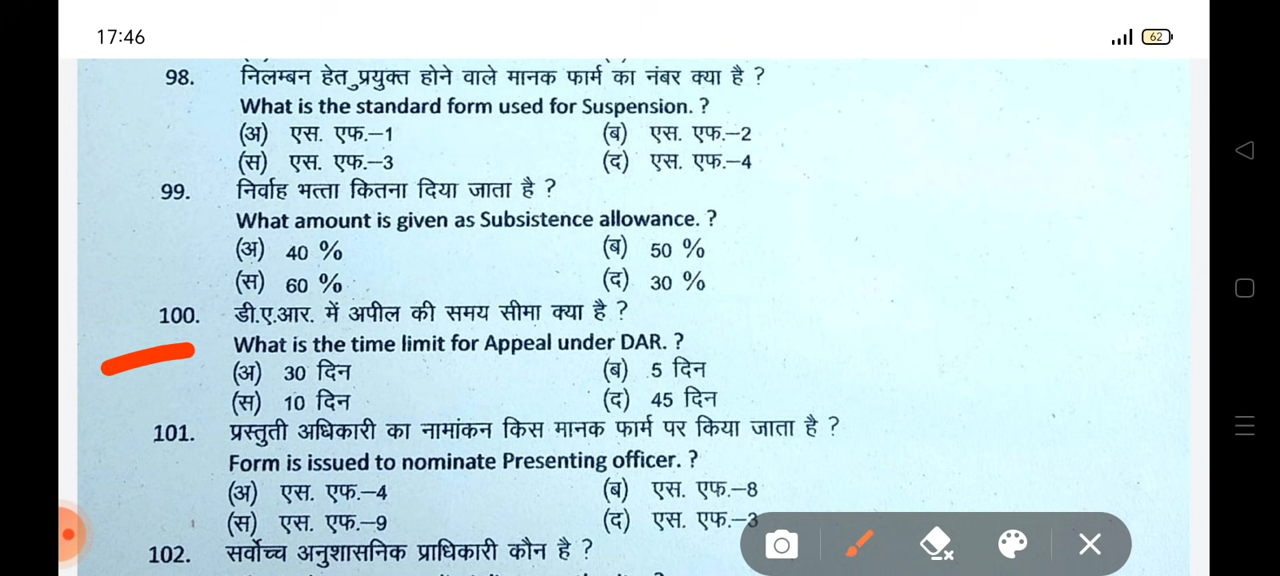 17:46
62
98. निलम्बन हेतु प्रयुक्त होने वाले मानक फार्म का नंबर क्या है ?
What is the standard form used for Suspension. ?
(अ) एस. एफ.–1 (ब) एस. एफ.–2
(स) एस. एफ.–3 (द) एस. एफ.–4
99. निर्वाह भत्ता कितना दिया जाता है ?
What amount is given as Subsistence allowance. ?
(अ) 40 % (ब) 50 %
(स) 60 % (द) 30 %
100. डी.ए.आर. में अपील की समय सीमा क्या है ?
What is the time limit for Appeal under DAR. ?
(अ) 30 दिन (ब) 5 दिन
(स) 10 दिन (द) 45 दिन
101. प्रस्तुती अधिकारी का नामांकन किस मानक फार्म पर किया जाता है ?
Form is issued to nominate Presenting officer. ?
(अ) एस. एफ.–4 (ब) एस. एफ.–8
(स) एस. एफ.–9 (द) एस. एफ.–3
102. सर्वोच्च अनुशासनिक प्राधिकारी कौन है ?